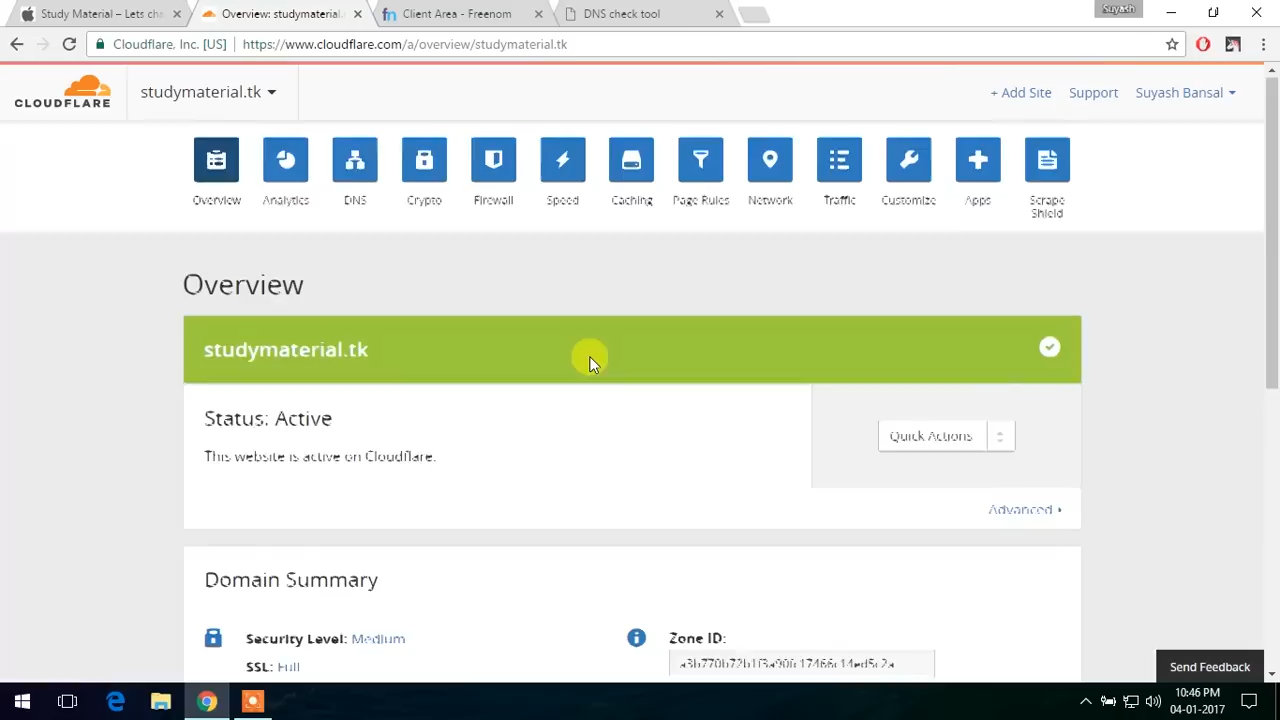 Study Material – Lets cha
Overview: studymaterial.
Client Area - Freenom
DNS check tool
Suyash
Cloudflare, Inc. [US]
https://www.cloudflare.com/a/overview/studymaterial.tk
CLOUDFLARE
studymaterial.tk
+ Add Site
Support
Suyash Bansal
Overview
Analytics
DNS
Crypto
Firewall
Speed
Caching
Page Rules
Network
Traffic
Customize
Apps
Scrape
Shield
Overview
studymaterial.tk
Status: Active
This website is active on Cloudflare.
Quick Actions
Advanced
Domain Summary
Security Level: Medium
SSL: Full
Zone ID:
Send Feedback
10:46 PM
04-01-2017